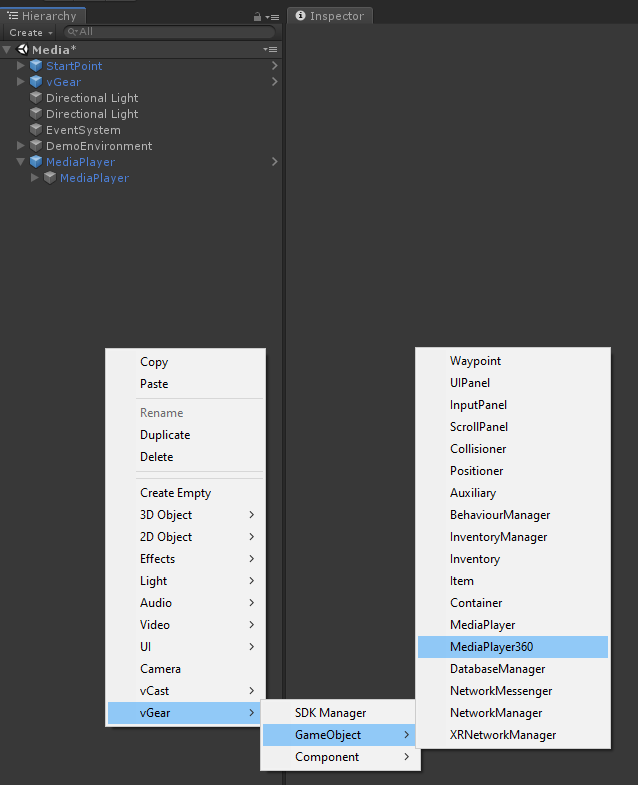 Hierarchy
Inspector
Create
All
Media*
StartPoint
vGear
Directional Light
Directional Light
EventSystem
DemoEnvironment
MediaPlayer
MediaPlayer
Copy
Paste
Rename
Duplicate
Delete
Create Empty
3D Object
2D Object
Effects
Light
Audio
Video
UI
Camera
vCast
vGear
SDK Manager
GameObject
Component
Waypoint
UIPanel
InputPanel
ScrollPanel
Collisioner
Positioner
Auxiliary
BehaviourManager
InventoryManager
Inventory
Item
Container
MediaPlayer
MediaPlayer360
DatabaseManager
NetworkMessenger
NetworkManager
XRNetworkManager